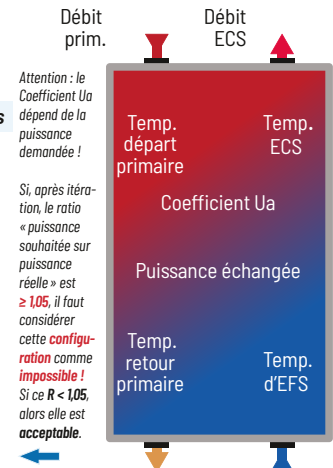 Débit
prim.
Débit
ECS
Attention : le
Coefficient Ua
dépend de la
puissance
demandée !
s
Si, après itéra-
tion, le ratio
« puissance
souhaitée sur
puissance
réelle » est
≥ 1,05, il faut
considérer
cette configu-
ration comme
impossible !
Si ce R < 1,05,
alors elle est
acceptable.
Temp.
départ
primaire
Temp.
ECS
Coefficient Ua
Puissance échangée
Temp.
retour
primaire
Temp.
d'EFS